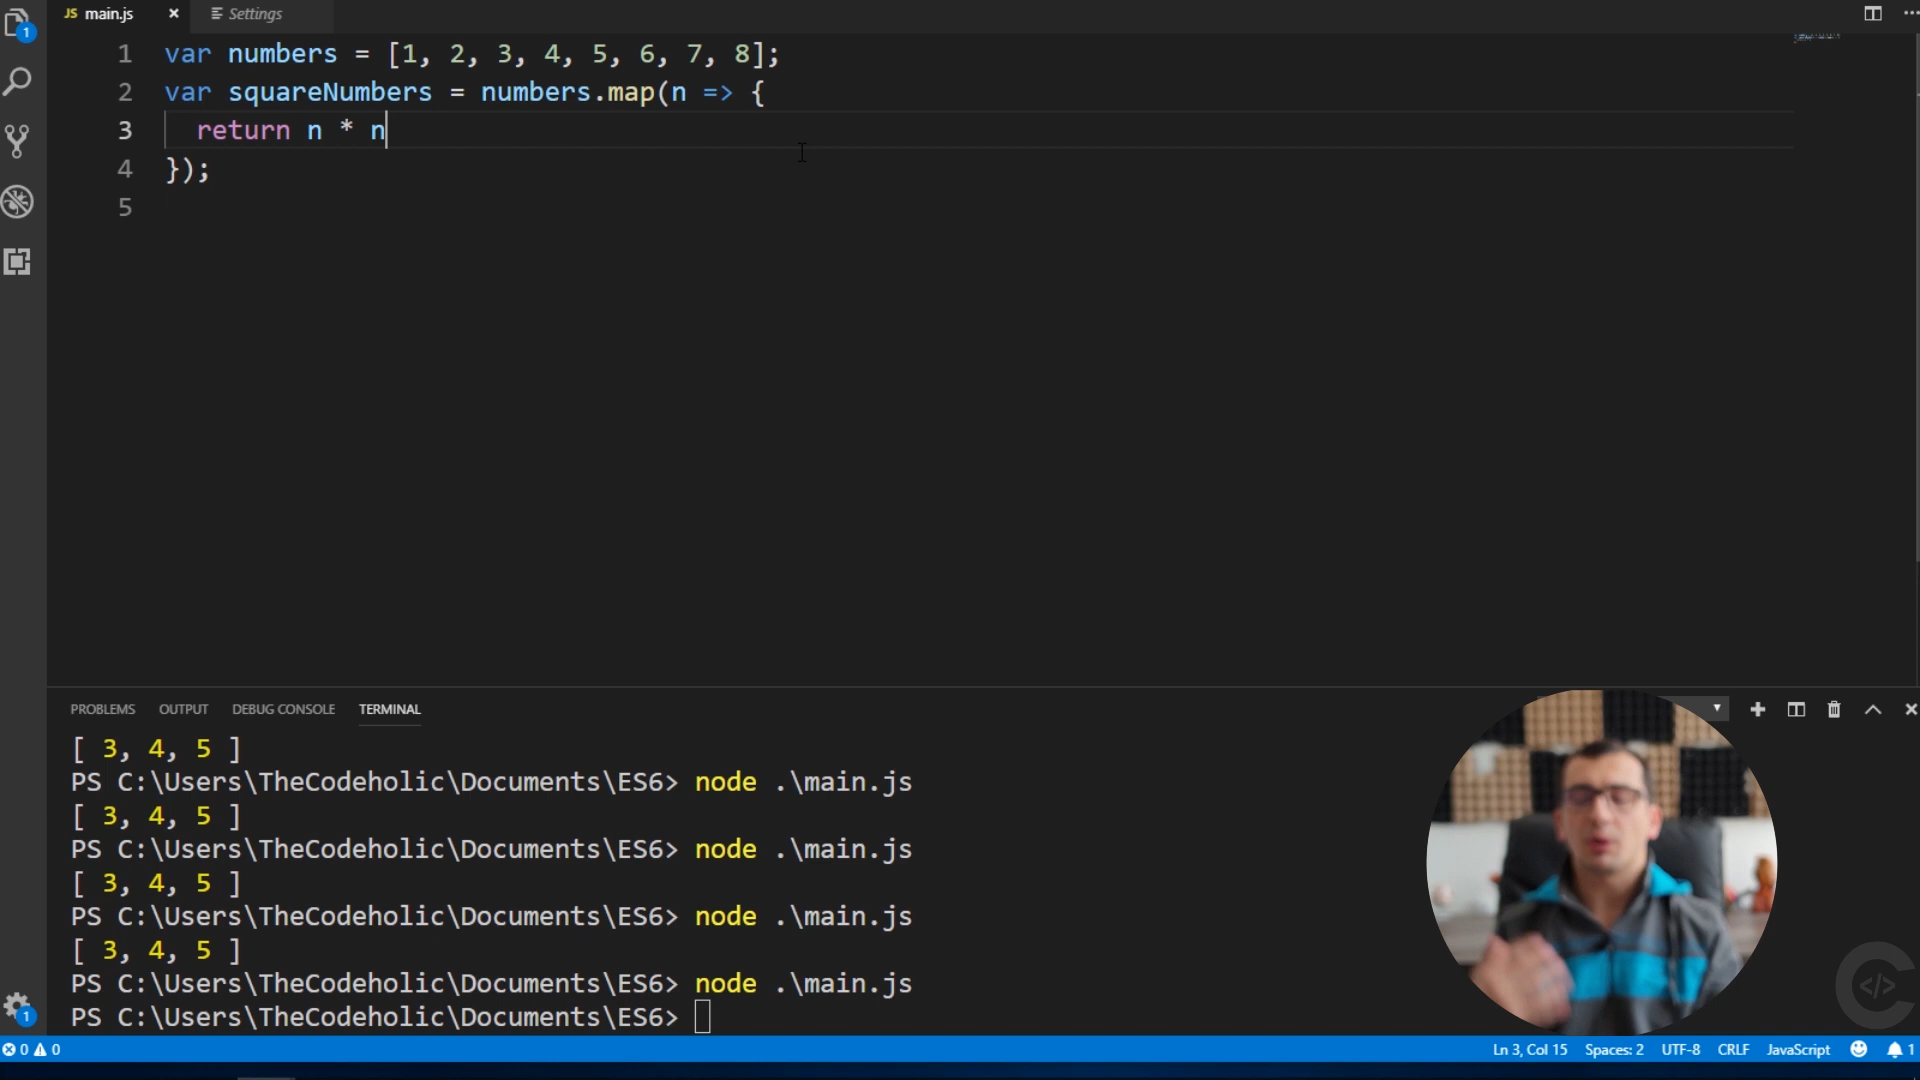 JS main.js × Settings
1 var numbers = [1, 2, 3, 4, 5, 6, 7, 8];
2 var squareNumbers = numbers.map(n => {
3 return n * n
4 });
5
1
PROBLEMS OUTPUT DEBUG CONSOLE TERMINAL
[ 3, 4, 5 ]
PS C:\Users\TheCodeholic\Documents\ES6> node .\main.js
[ 3, 4, 5 ]
PS C:\Users\TheCodeholic\Documents\ES6> node .\main.js
[ 3, 4, 5 ]
PS C:\Users\TheCodeholic\Documents\ES6> node .\main.js
[ 3, 4, 5 ]
PS C:\Users\TheCodeholic\Documents\ES6> node .\main.js
PS C:\Users\TheCodeholic\Documents\ES6>
1
</>
0 0 Ln 3, Col 15 Spaces: 2 UTF-8 CRLF JavaScript 1